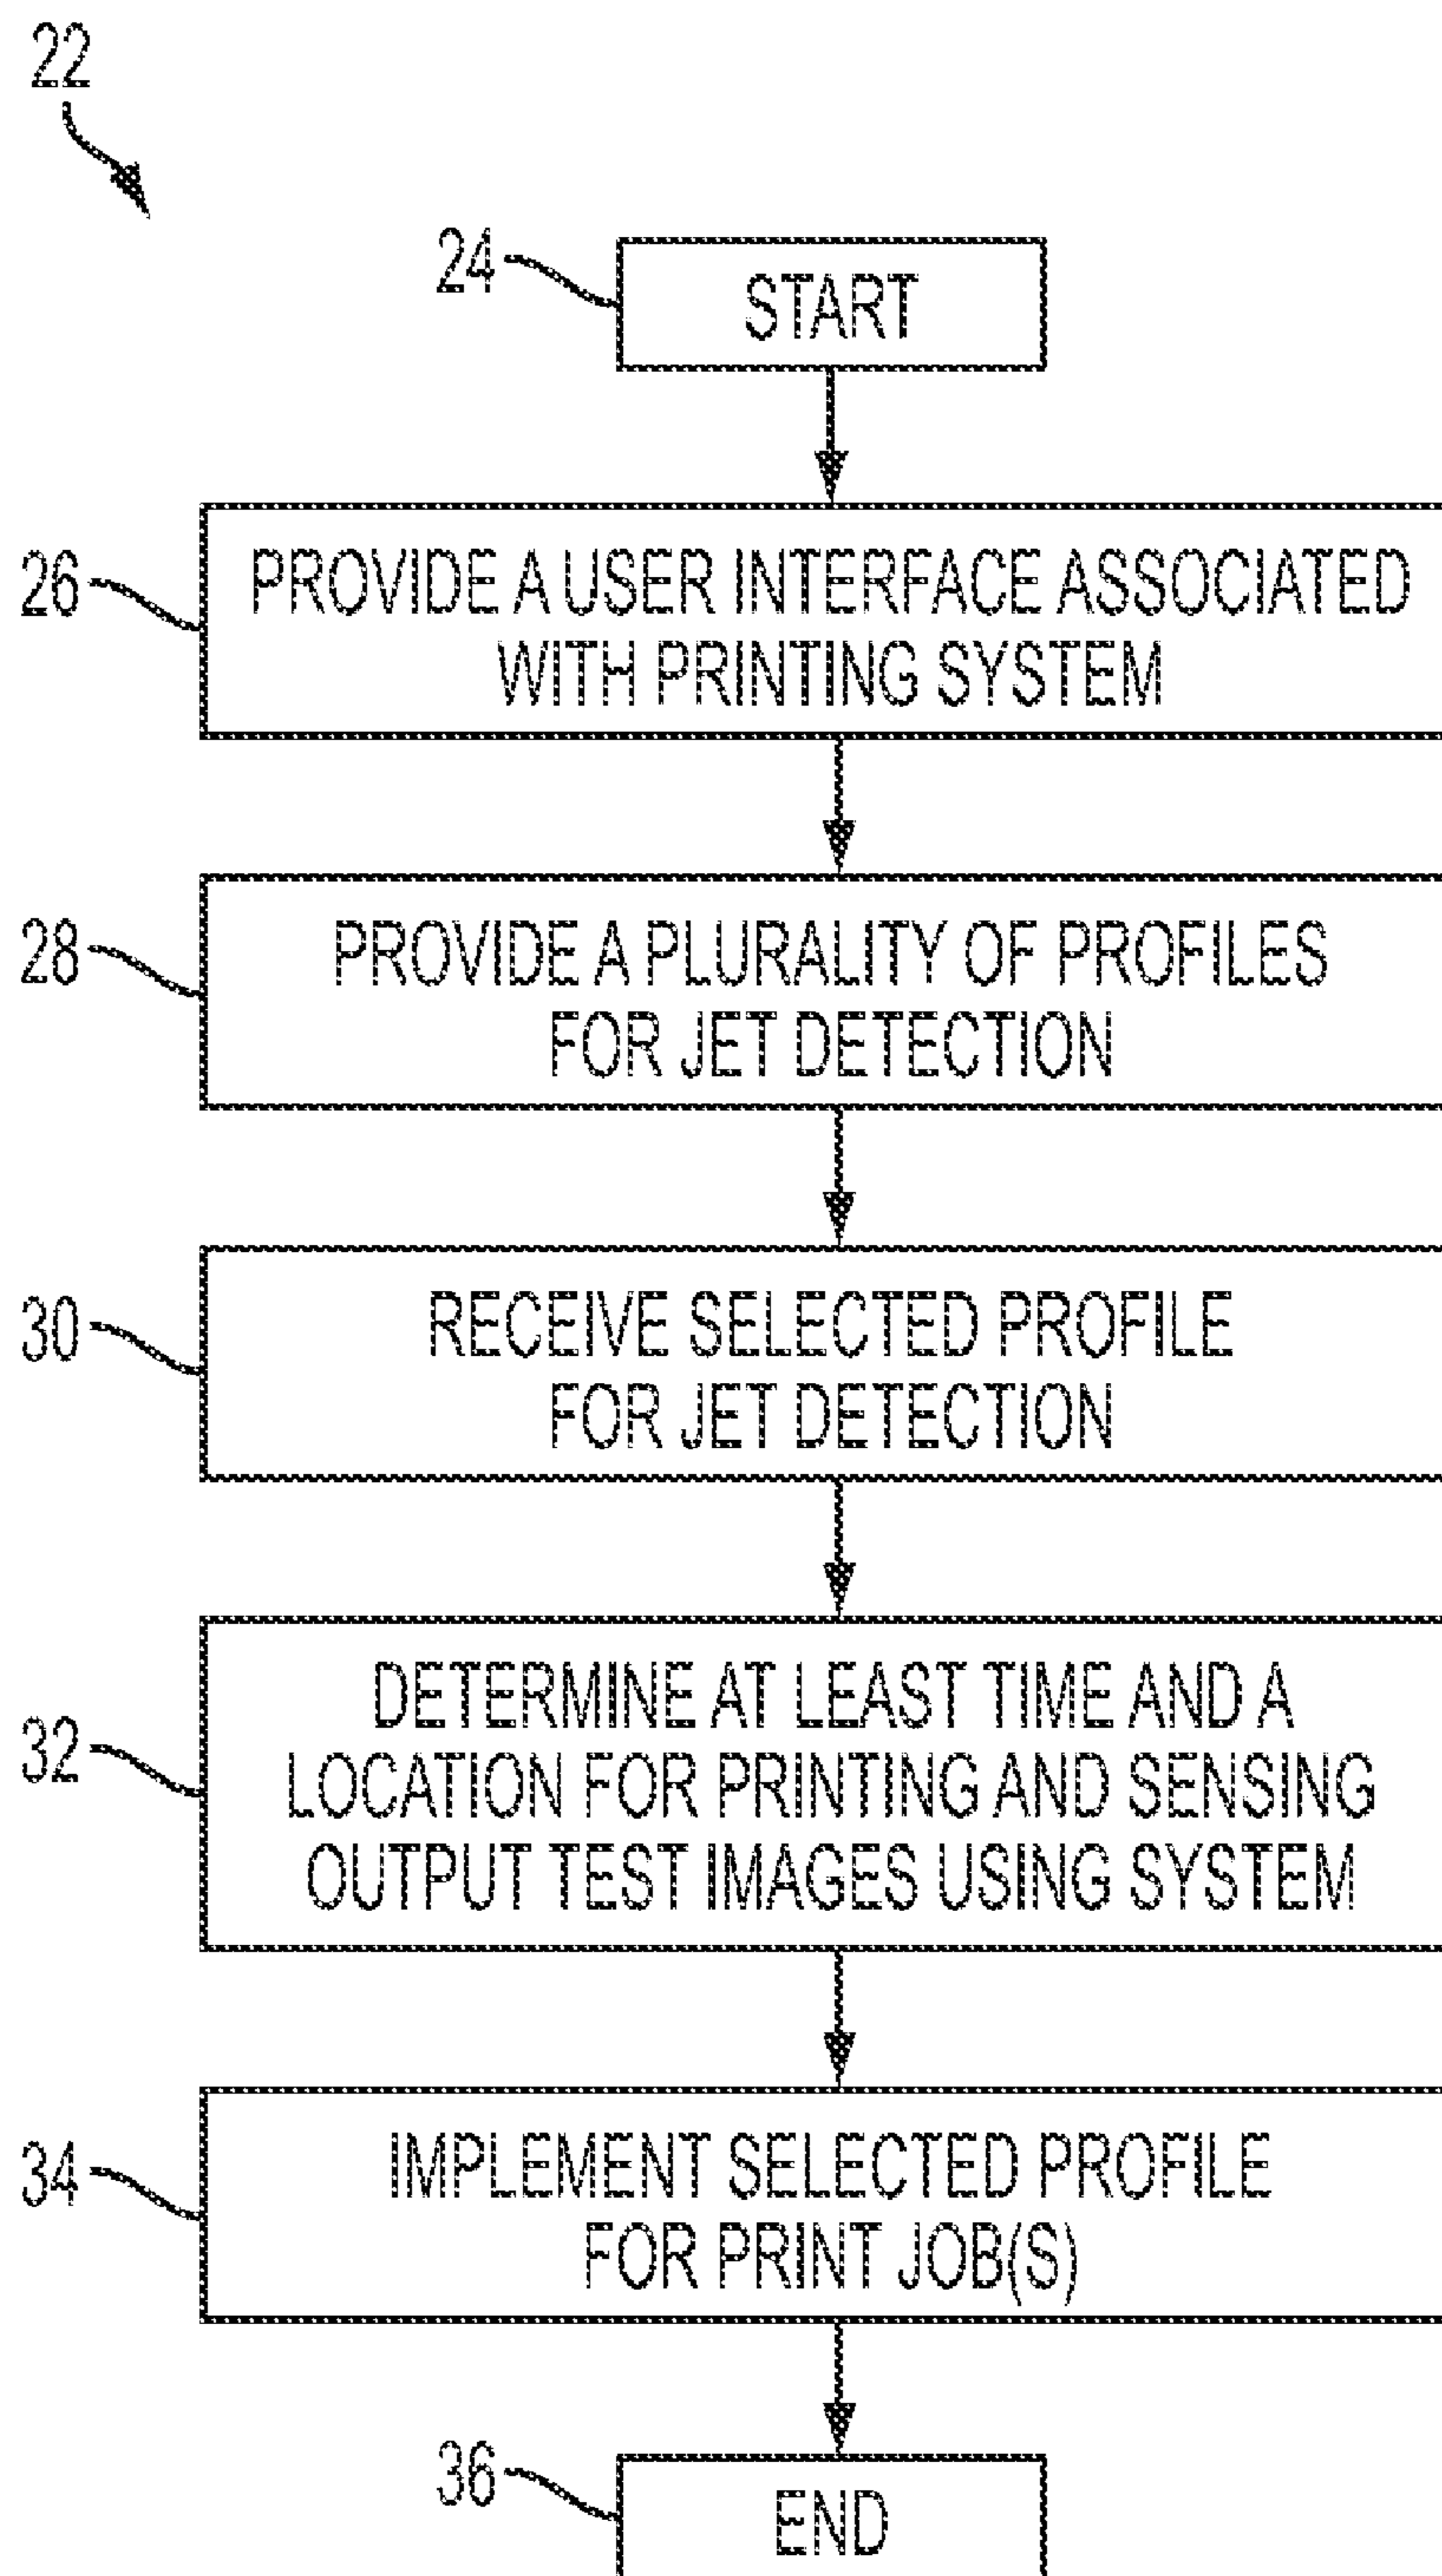 22
24
START
26
PROVIDE A USER INTERFACE ASSOCIATED
WITH PRINTING SYSTEM
28
PROVIDE A PLURALITY OF PROFILES
FOR JET DETECTION
30
RECEIVE SELECTED PROFILE
FOR JET DETECTION
32
DETERMINE AT LEAST TIME AND A
LOCATION FOR PRINTING AND SENSING
OUTPUT TEST IMAGES USING SYSTEM
34
IMPLEMENT SELECTED PROFILE
FOR PRINT JOB(S)
36
END